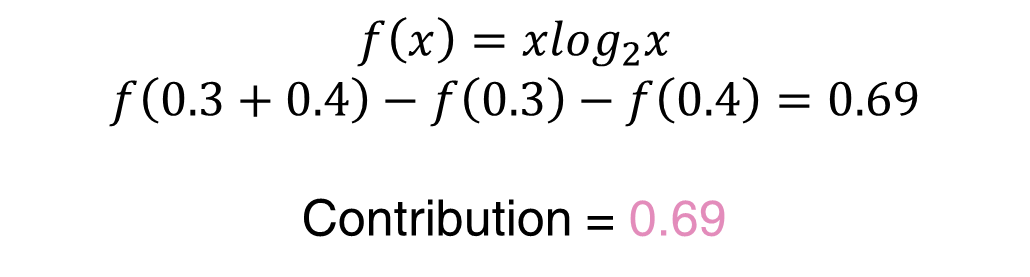 f(x) = xlog₂x
f(0.3 + 0.4) − f(0.3) − f(0.4) = 0.69
Contribution = 0.69